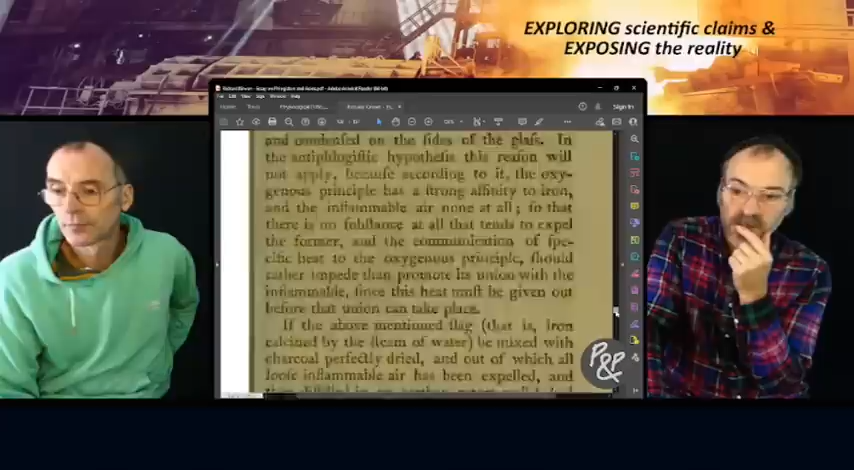 EXPLORING scientific claims &
EXPOSING the reality
Sign In
and condenſed on the ſides of the glaſs. In
the antiphlogiſtic hypotheſis this reaſon will
not apply, becauſe according to it, the oxy-
genous principle has a ſtrong affinity to iron,
and the inflammable air none at all; ſo that
there is no ſubſtance at all that tends to expel
the former, and the communication of ſpe-
cific heat to the oxygenous principle, ſhould
rather impede than promote its union with the
inflammable, ſince this heat muſt be given out
before that union can take place.
If the above mentioned ſlag (that is, iron
calcined by the ſteam of water) be mixed with
charcoal perfectly dried, and out of which all
looſe inflammable air has been expelled, and
P&P